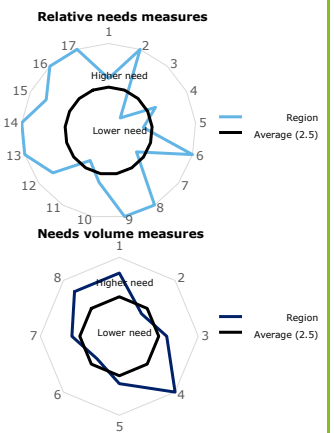 Relative needs measures
1
17
2
16
3
Higher need
15
4
14
Lower need
5
Region
Average (2.5)
13
6
12
7
11
8
10
9
Needs volume measures
1
8
2
Higher need
7
Lower need
3
Region
Average (2.5)
6
4
5